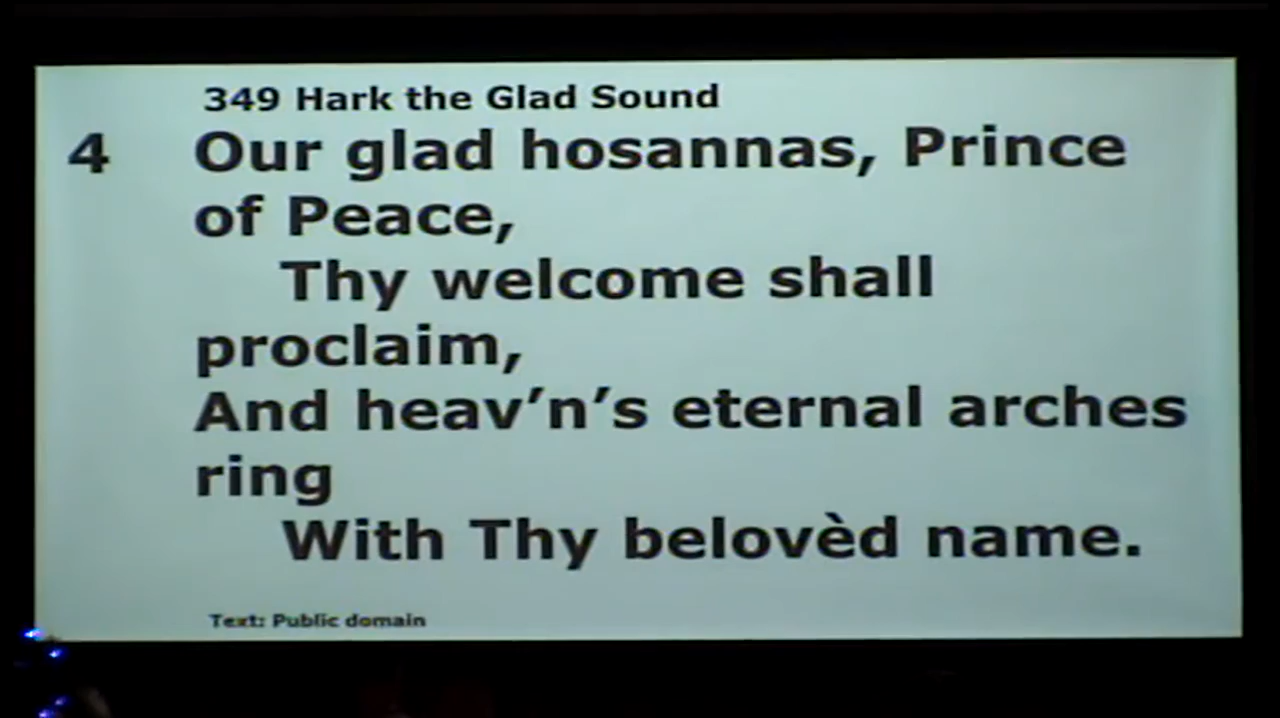 349 Hark the Glad Sound
4 Our glad hosannas, Prince
of Peace,
Thy welcome shall
proclaim,
And heav’n’s eternal arches
ring
With Thy belovèd name.
Text: Public domain